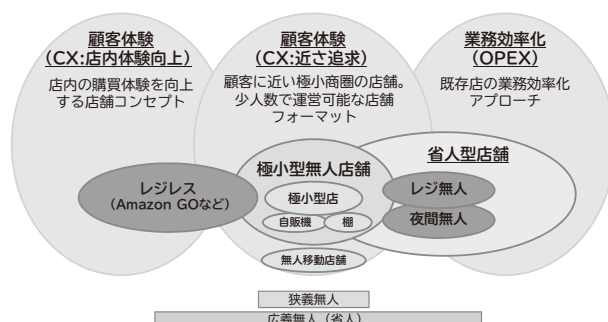 顧客体験
（CX:店内体験向上）
店内の購買体験を向上
する店舗コンセプト
顧客体験
（CX:近さ追求）
顧客に近い極小商圏の店舗。
少人数で運営可能な店舗
フォーマット
業務効率化
（OPEX）
既存店の業務効率化
アプローチ
省人型店舗
極小型無人店舗
レジレス
（Amazon GOなど）
極小型店
自販機
棚
レジ無人
夜間無人
無人移動店舗
狭義無人
広義無人（省人）